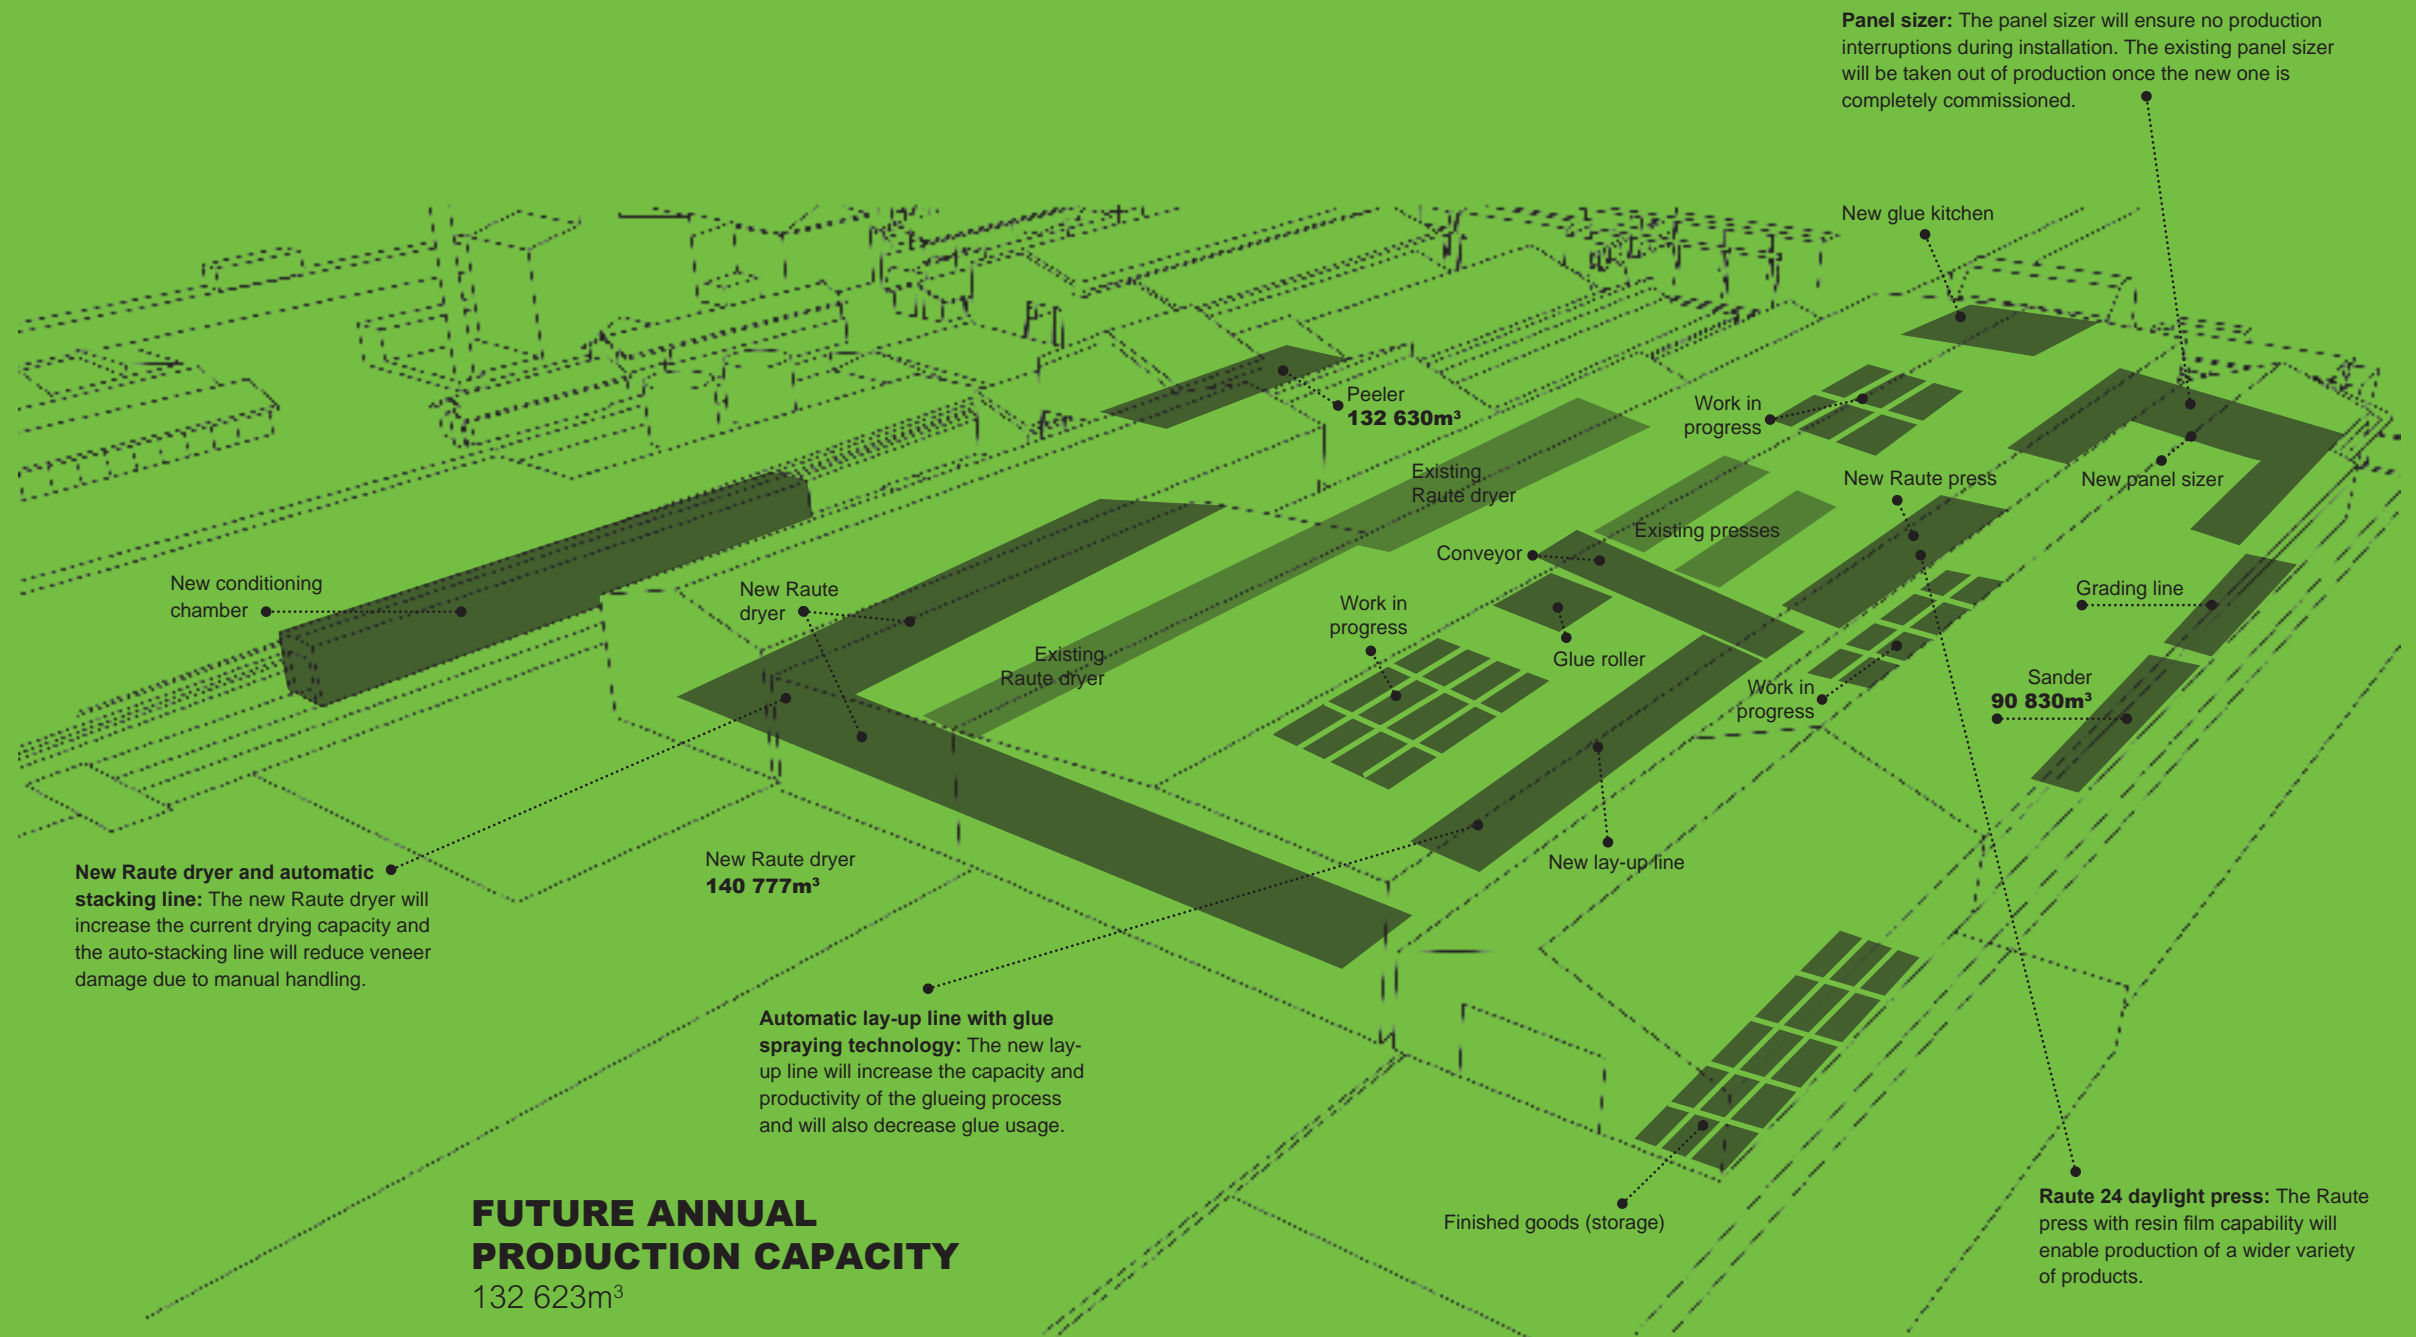 Panel sizer: The panel sizer will ensure no production
interruptions during installation. The existing panel sizer
will be taken out of production once the new one is
completely commissioned.
New glue kitchen
Peeler
132 630m³
Work in
progress
Existing
Raute dryer
New Raute press
New panel sizer
Existing presses
Conveyor
New conditioning
chamber
New Raute
dryer
Work in
progress
Grading line
Existing
Raute dryer
Glue roller
Work in
progress
Sander
90 830m³
New lay-up line
New Raute dryer
140 777m³
New Raute dryer and automatic
stacking line: The new Raute dryer will
increase the current drying capacity and
the auto-stacking line will reduce veneer
damage due to manual handling.
Automatic lay-up line with glue
spraying technology: The new lay-
up line will increase the capacity and
productivity of the glueing process
and will also decrease glue usage.
Finished goods (storage)
Raute 24 daylight press: The Raute
press with resin film capability will
enable production of a wider variety
of products.
FUTURE ANNUAL
PRODUCTION CAPACITY
132 623m³